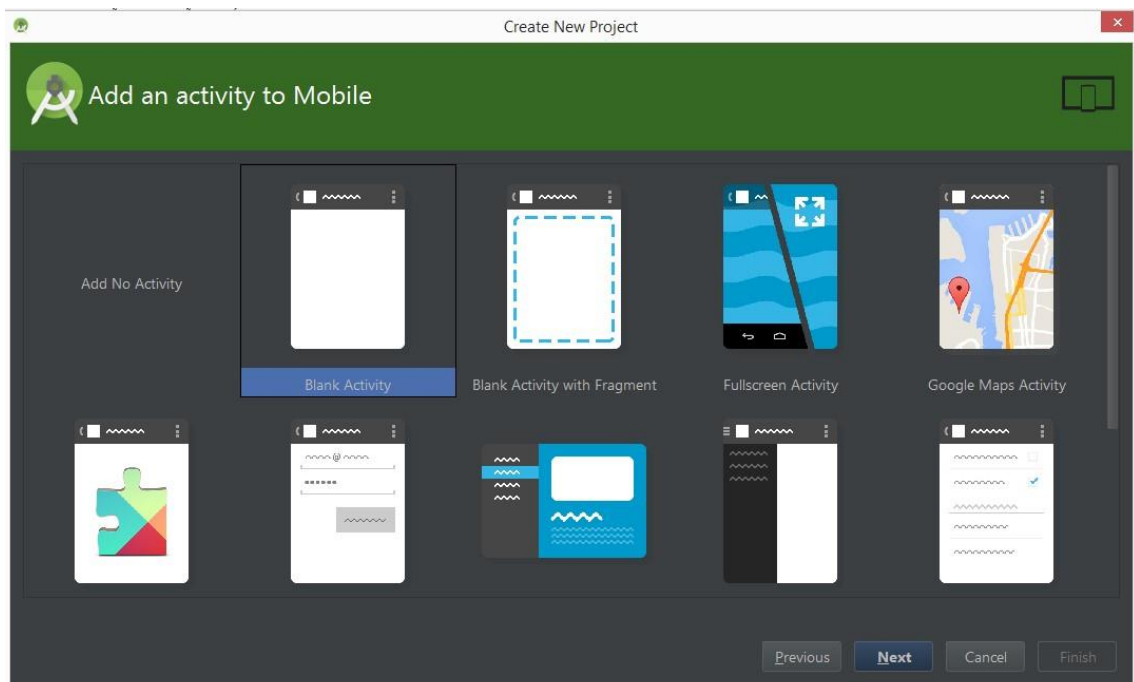 Create New Project
Add an activity to Mobile
Add No Activity
Blank Activity
Blank Activity with Fragment
Fullscreen Activity
Google Maps Activity
Previous
Next
Cancel
Finish